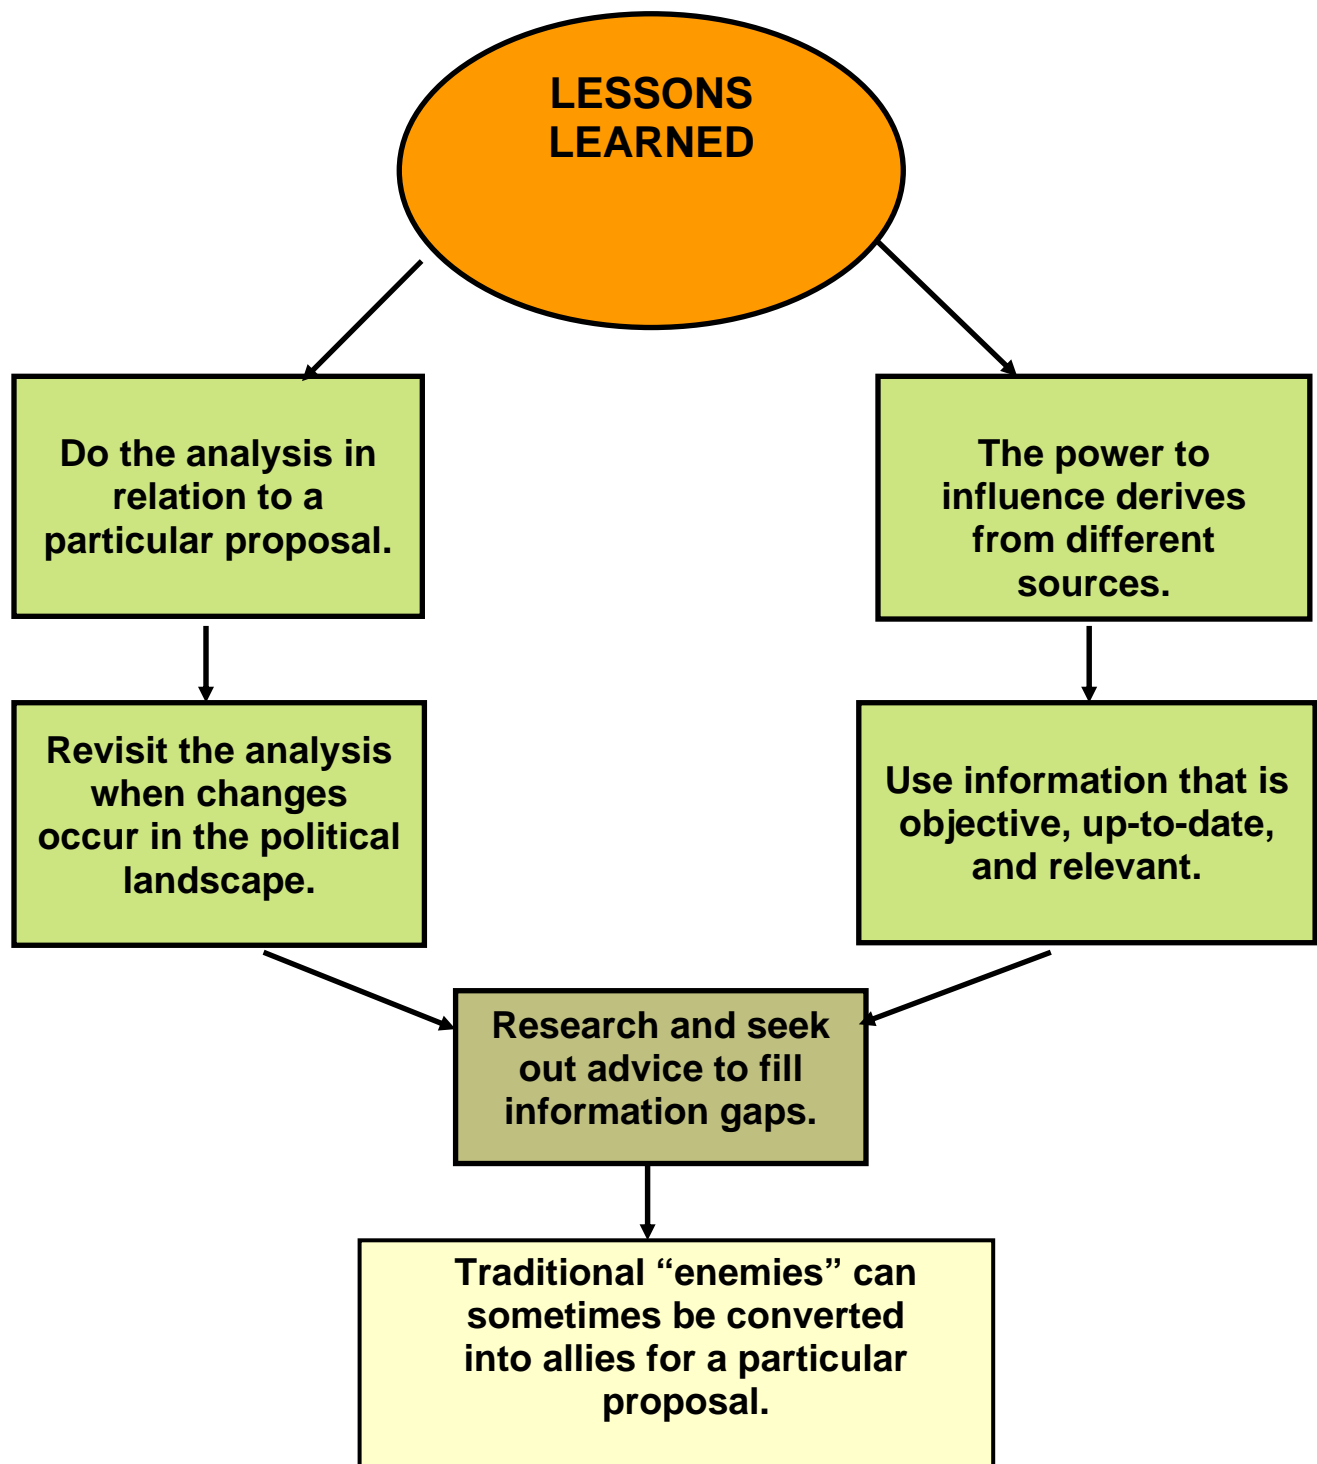 LESSONS
LEARNED
Do the analysis in
relation to a
particular proposal.
The power to
influence derives
from different
sources.
Revisit the analysis
when changes
occur in the political
landscape.
Use information that is
objective, up-to-date,
and relevant.
Research and seek
out advice to fill
information gaps.
Traditional “enemies” can
sometimes be converted
into allies for a particular
proposal.